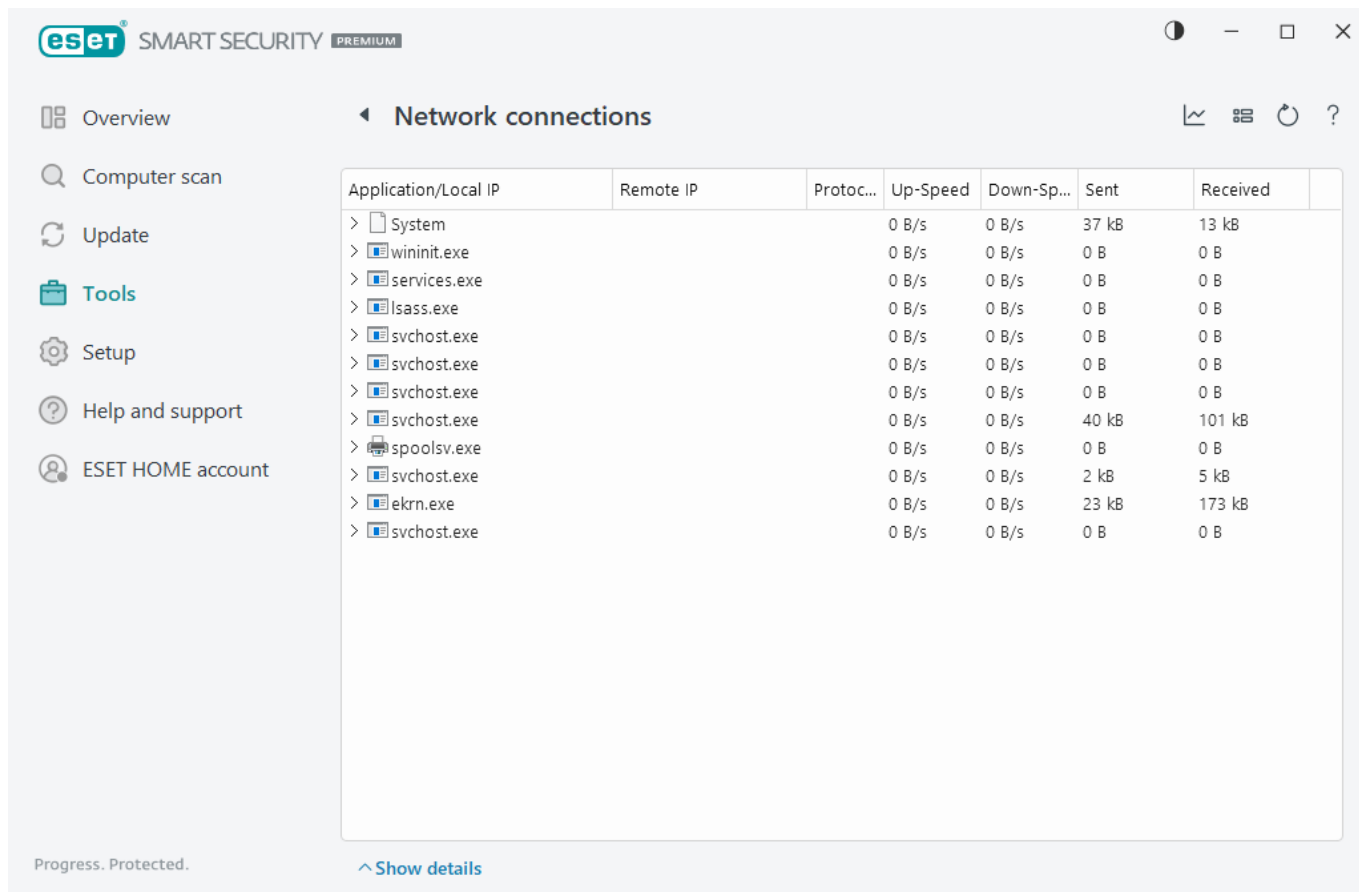 eset® SMART SECURITY PREMIUM
Overview
Computer scan
Update
Tools
Setup
Help and support
ESET HOME account
Progress. Protected.
Network connections
?
Application/Local IP Remote IP Protoc... Up-Speed Down-Sp... Sent Received
System 0 B/s 0 B/s 37 kB 13 kB
wininit.exe 0 B/s 0 B/s 0 B 0 B
services.exe 0 B/s 0 B/s 0 B 0 B
lsass.exe 0 B/s 0 B/s 0 B 0 B
svchost.exe 0 B/s 0 B/s 0 B 0 B
svchost.exe 0 B/s 0 B/s 0 B 0 B
svchost.exe 0 B/s 0 B/s 0 B 0 B
svchost.exe 0 B/s 0 B/s 40 kB 101 kB
spoolsv.exe 0 B/s 0 B/s 0 B 0 B
svchost.exe 0 B/s 0 B/s 2 kB 5 kB
ekrn.exe 0 B/s 0 B/s 23 kB 173 kB
svchost.exe 0 B/s 0 B/s 0 B 0 B
Show details